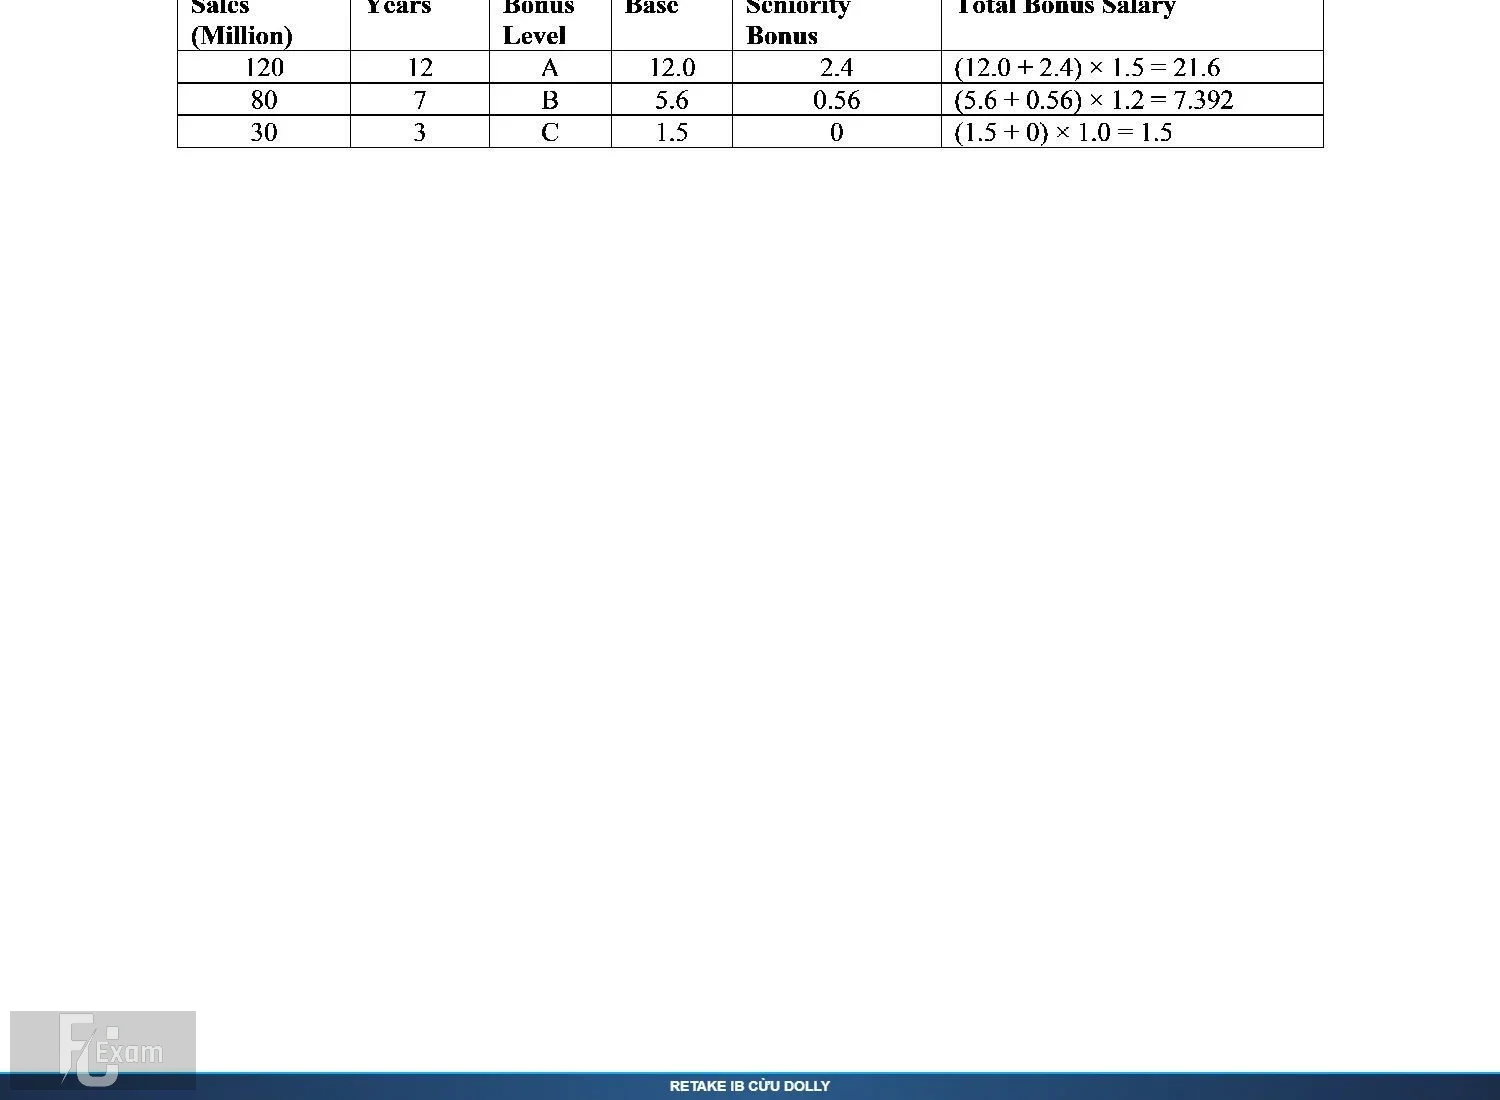 Sales Years Bonus Base Seniority Total Bonus Salary
(Million) Level Bonus
120 12 A 12.0 2.4 (12.0 + 2.4) × 1.5 = 21.6
80 7 B 5.6 0.56 (5.6 + 0.56) × 1.2 = 7.392
30 3 C 1.5 0 (1.5 + 0) × 1.0 = 1.5
FU Exam
RETAKE IB CỪU DOLLY